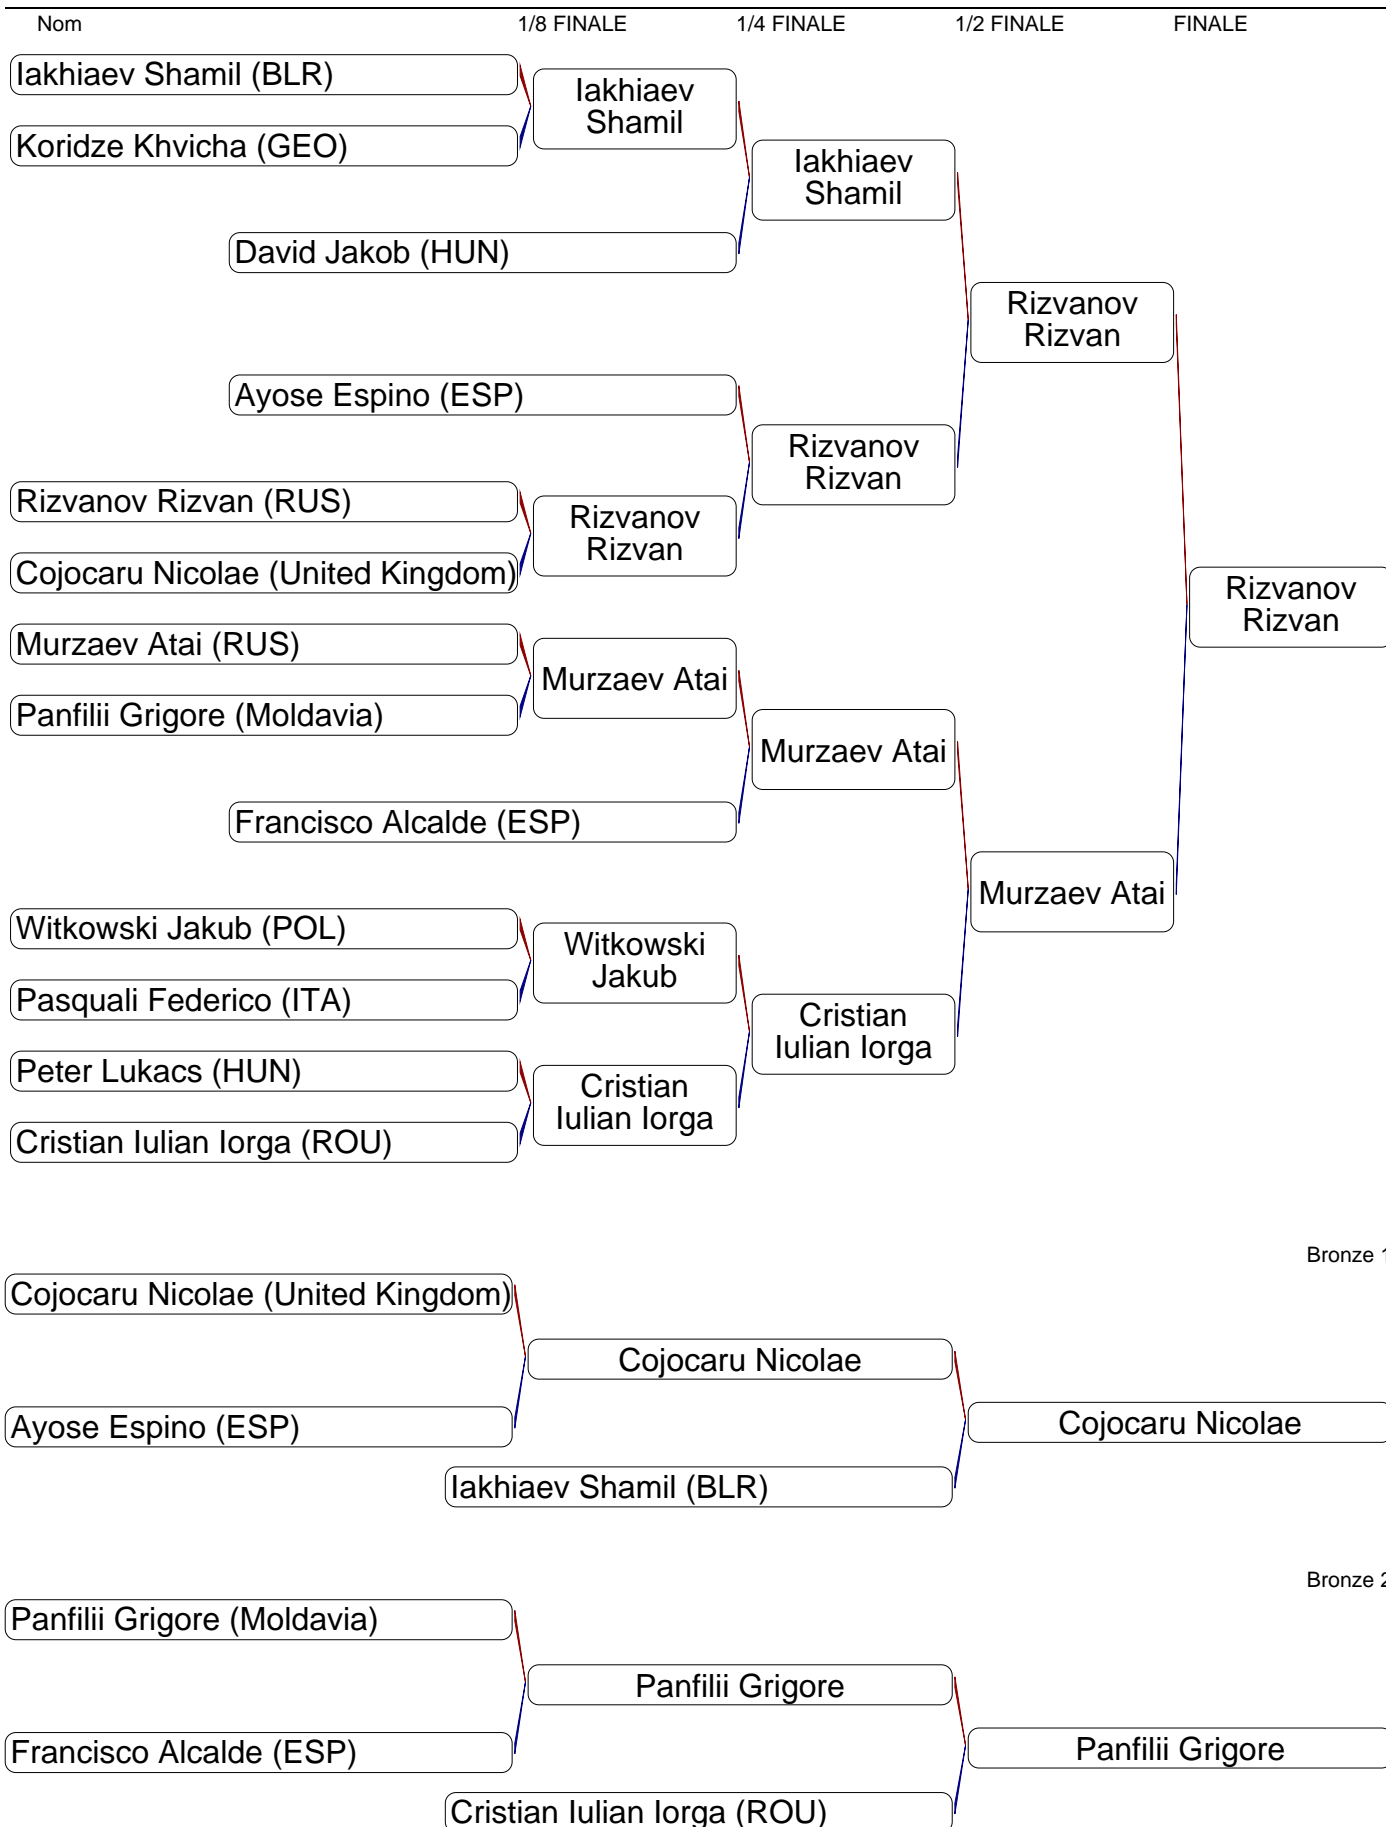 Nom 1/8 FINALE 1/4 FINALE 1/2 FINALE FINALE
Iakhiaev Shamil (BLR)
Iakhiaev
Shamil
Koridze Khvicha (GEO)
Iakhiaev
Shamil
David Jakob (HUN)
Rizvanov
Rizvan
Ayose Espino (ESP)
Rizvanov
Rizvan
Rizvanov Rizvan (RUS)
Rizvanov
Rizvan
Cojocaru Nicolae (United Kingdom)
Rizvanov
Rizvan
Murzaev Atai (RUS)
Murzaev Atai
Panfilii Grigore (Moldavia)
Murzaev Atai
Francisco Alcalde (ESP)
Murzaev Atai
Witkowski Jakub (POL)
Witkowski
Jakub
Pasquali Federico (ITA)
Cristian
Iulian Iorga
Peter Lukacs (HUN)
Cristian
Iulian Iorga
Cristian Iulian Iorga (ROU)
Bronze 1
Cojocaru Nicolae (United Kingdom)
Cojocaru Nicolae
Ayose Espino (ESP)
Cojocaru Nicolae
Iakhiaev Shamil (BLR)
Bronze 2
Panfilii Grigore (Moldavia)
Panfilii Grigore
Francisco Alcalde (ESP)
Panfilii Grigore
Cristian Iulian Iorga (ROU)